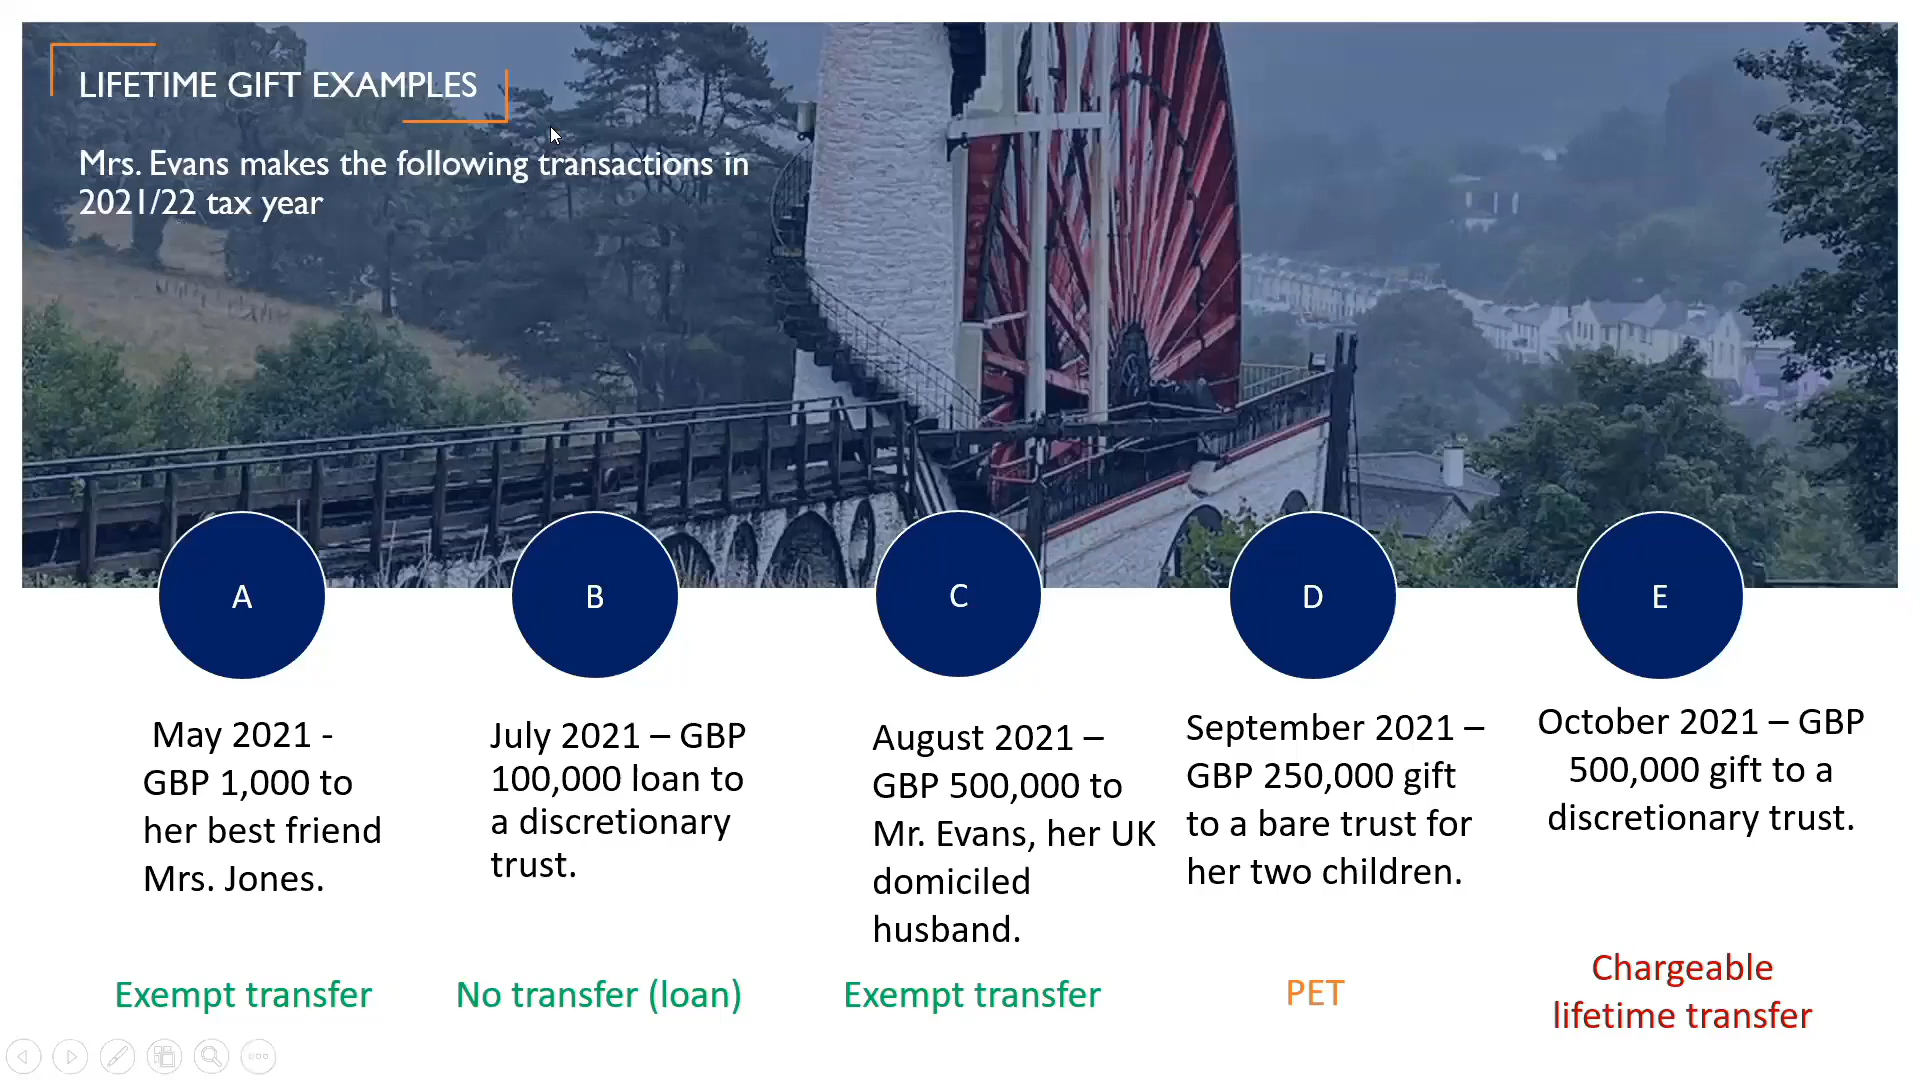 LIFETIME GIFT EXAMPLES
Mrs. Evans makes the following transactions in
2021/22 tax year
A
B
C
D
E
May 2021 -
GBP 1,000 to
her best friend
Mrs. Jones.
July 2021 – GBP
100,000 loan to
a discretionary
trust.
August 2021 –
GBP 500,000 to
Mr. Evans, her UK
domiciled
husband.
September 2021 –
GBP 250,000 gift
to a bare trust for
her two children.
October 2021 – GBP
500,000 gift to a
discretionary trust.
Exempt transfer
No transfer (loan)
Exempt transfer
PET
Chargeable
lifetime transfer